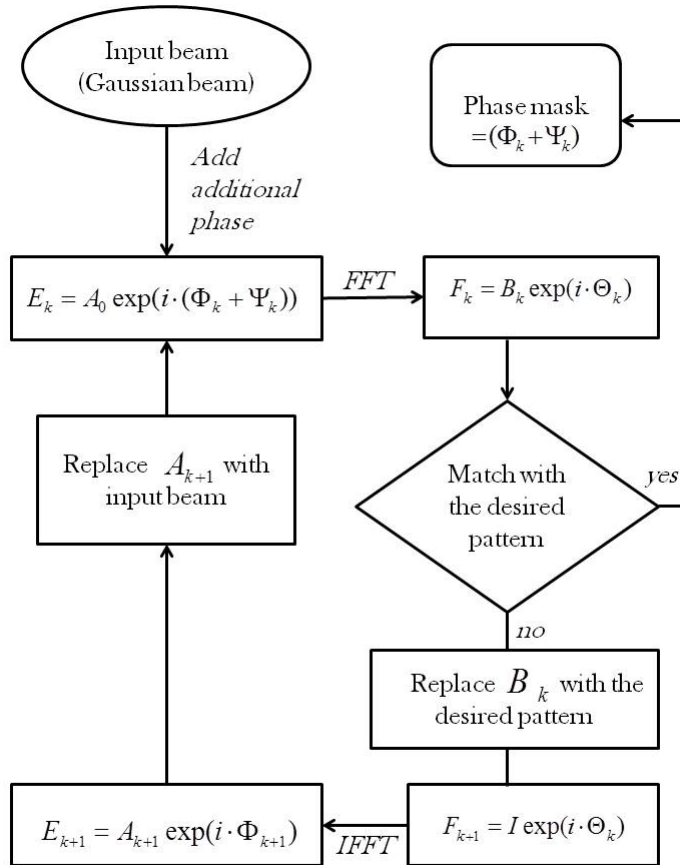 Input beam
(Gaussian beam)
Phase mask
=(Φ_k + Ψ_k)
Add
additional
phase
E_k = A_0 exp(i·(Φ_k + Ψ_k))
FFT
F_k = B_k exp(i·Θ_k)
Replace A_{k+1} with
input beam
Match with
the desired
pattern
yes
no
Replace B_k with the
desired pattern
E_{k+1} = A_{k+1} exp(i·Φ_{k+1})
IFFT
F_{k+1} = I exp(i·Θ_k)